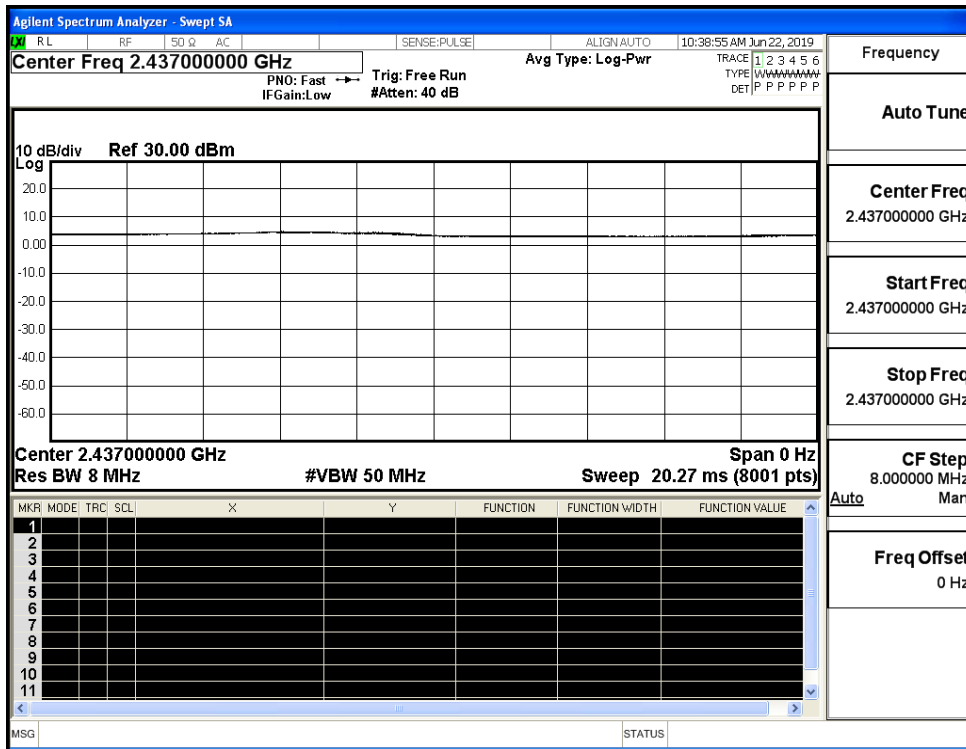 Agilent Spectrum Analyzer - Swept SA
LXI RL RF 50 Ω AC SENSE:PULSE ALIGN AUTO 10:38:55 AM Jun 22, 2019
Center Freq 2.437000000 GHz
Avg Type: Log-Pwr
TRACE 1 2 3 4 5 6
PNO: Fast
Trig: Free Run
TYPE WWWWWW
IFGain:Low
#Atten: 40 dB
DET P P P P P P
10 dB/div Ref 30.00 dBm
Log
20.0
10.0
0.00
-10.0
-20.0
-30.0
-40.0
-50.0
-60.0
Center 2.437000000 GHz Span 0 Hz
Res BW 8 MHz #VBW 50 MHz Sweep 20.27 ms (8001 pts)
MKR MODE TRC SCL X Y FUNCTION FUNCTION WIDTH FUNCTION VALUE
1
2
3
4
5
6
7
8
9
10
11
MSG STATUS
Frequency
Auto Tune
Center Freq
2.437000000 GHz
Start Freq
2.437000000 GHz
Stop Freq
2.437000000 GHz
CF Step
8.000000 MHz
Auto Man
Freq Offset
0 Hz